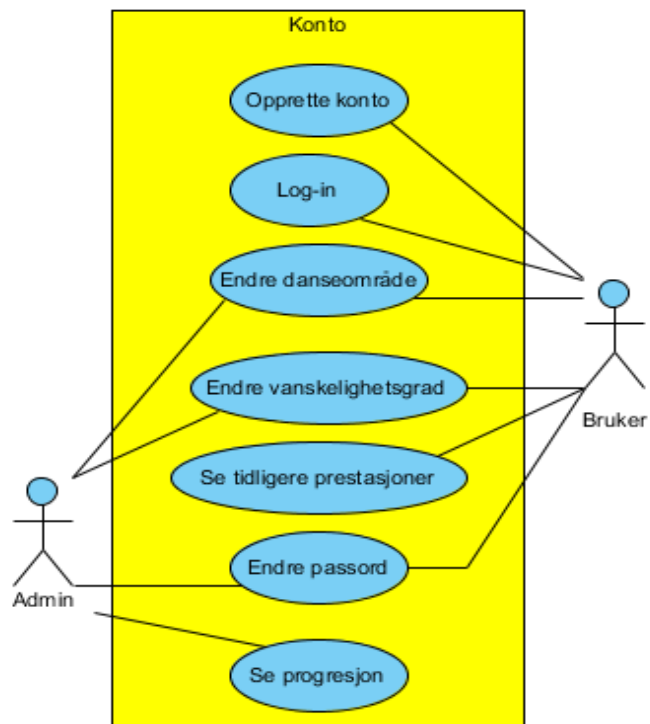 Konto
Opprette konto
Log-in
Endre danseområde
Endre vanskelighetsgrad
Bruker
Se tidligere prestasjoner
Endre passord
Admin
Se progresjon